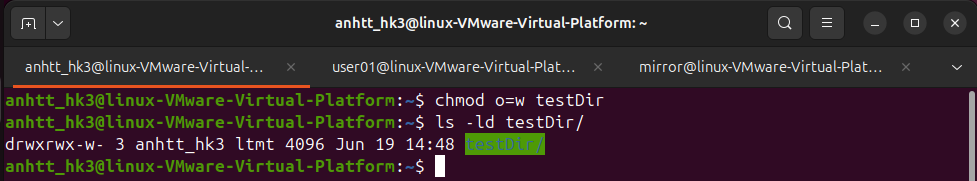 anhtt_hk3@linux-VMware-Virtual-Platform: ~
anhtt_hk3@linux-VMware-Virtual-... user01@linux-VMware-Virtual-Plat... mirror@linux-VMware-Virtual-Plat...
anhtt_hk3@linux-VMware-Virtual-Platform:~$ chmod o=w testDir
anhtt_hk3@linux-VMware-Virtual-Platform:~$ ls -ld testDir/
drwxrwx-w- 3 anhtt_hk3 ltmt 4096 Jun 19 14:48 testDir/
anhtt_hk3@linux-VMware-Virtual-Platform:~$